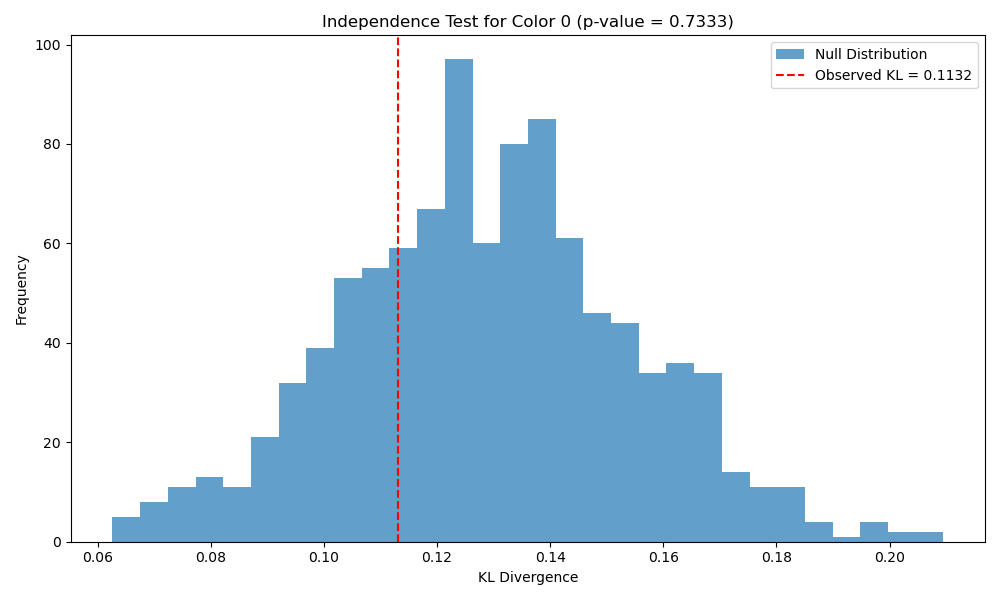 Independence Test for Color 0 (p-value = 0.7333)
Null Distribution
Observed KL = 0.1132
Frequency
100
80
60
40
20
0
0.06
0.08
0.10
0.12
0.14
0.16
0.18
0.20
KL Divergence